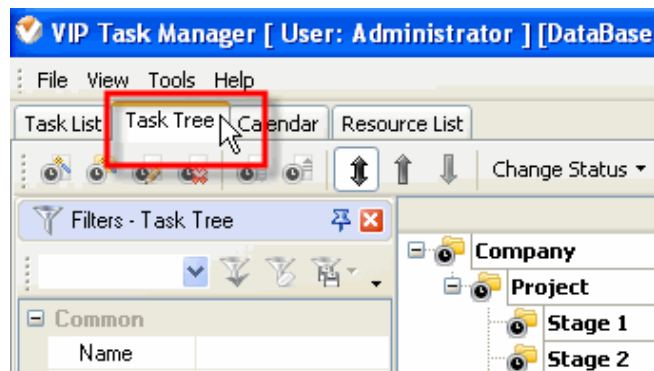 VIP Task Manager [ User: Administrator ] [DataBase
File View Tools Help
Task List Task Tree Calendar Resource List
Change Status
Filters - Task Tree
Company
Project
Common
Stage 1
Name
Stage 2